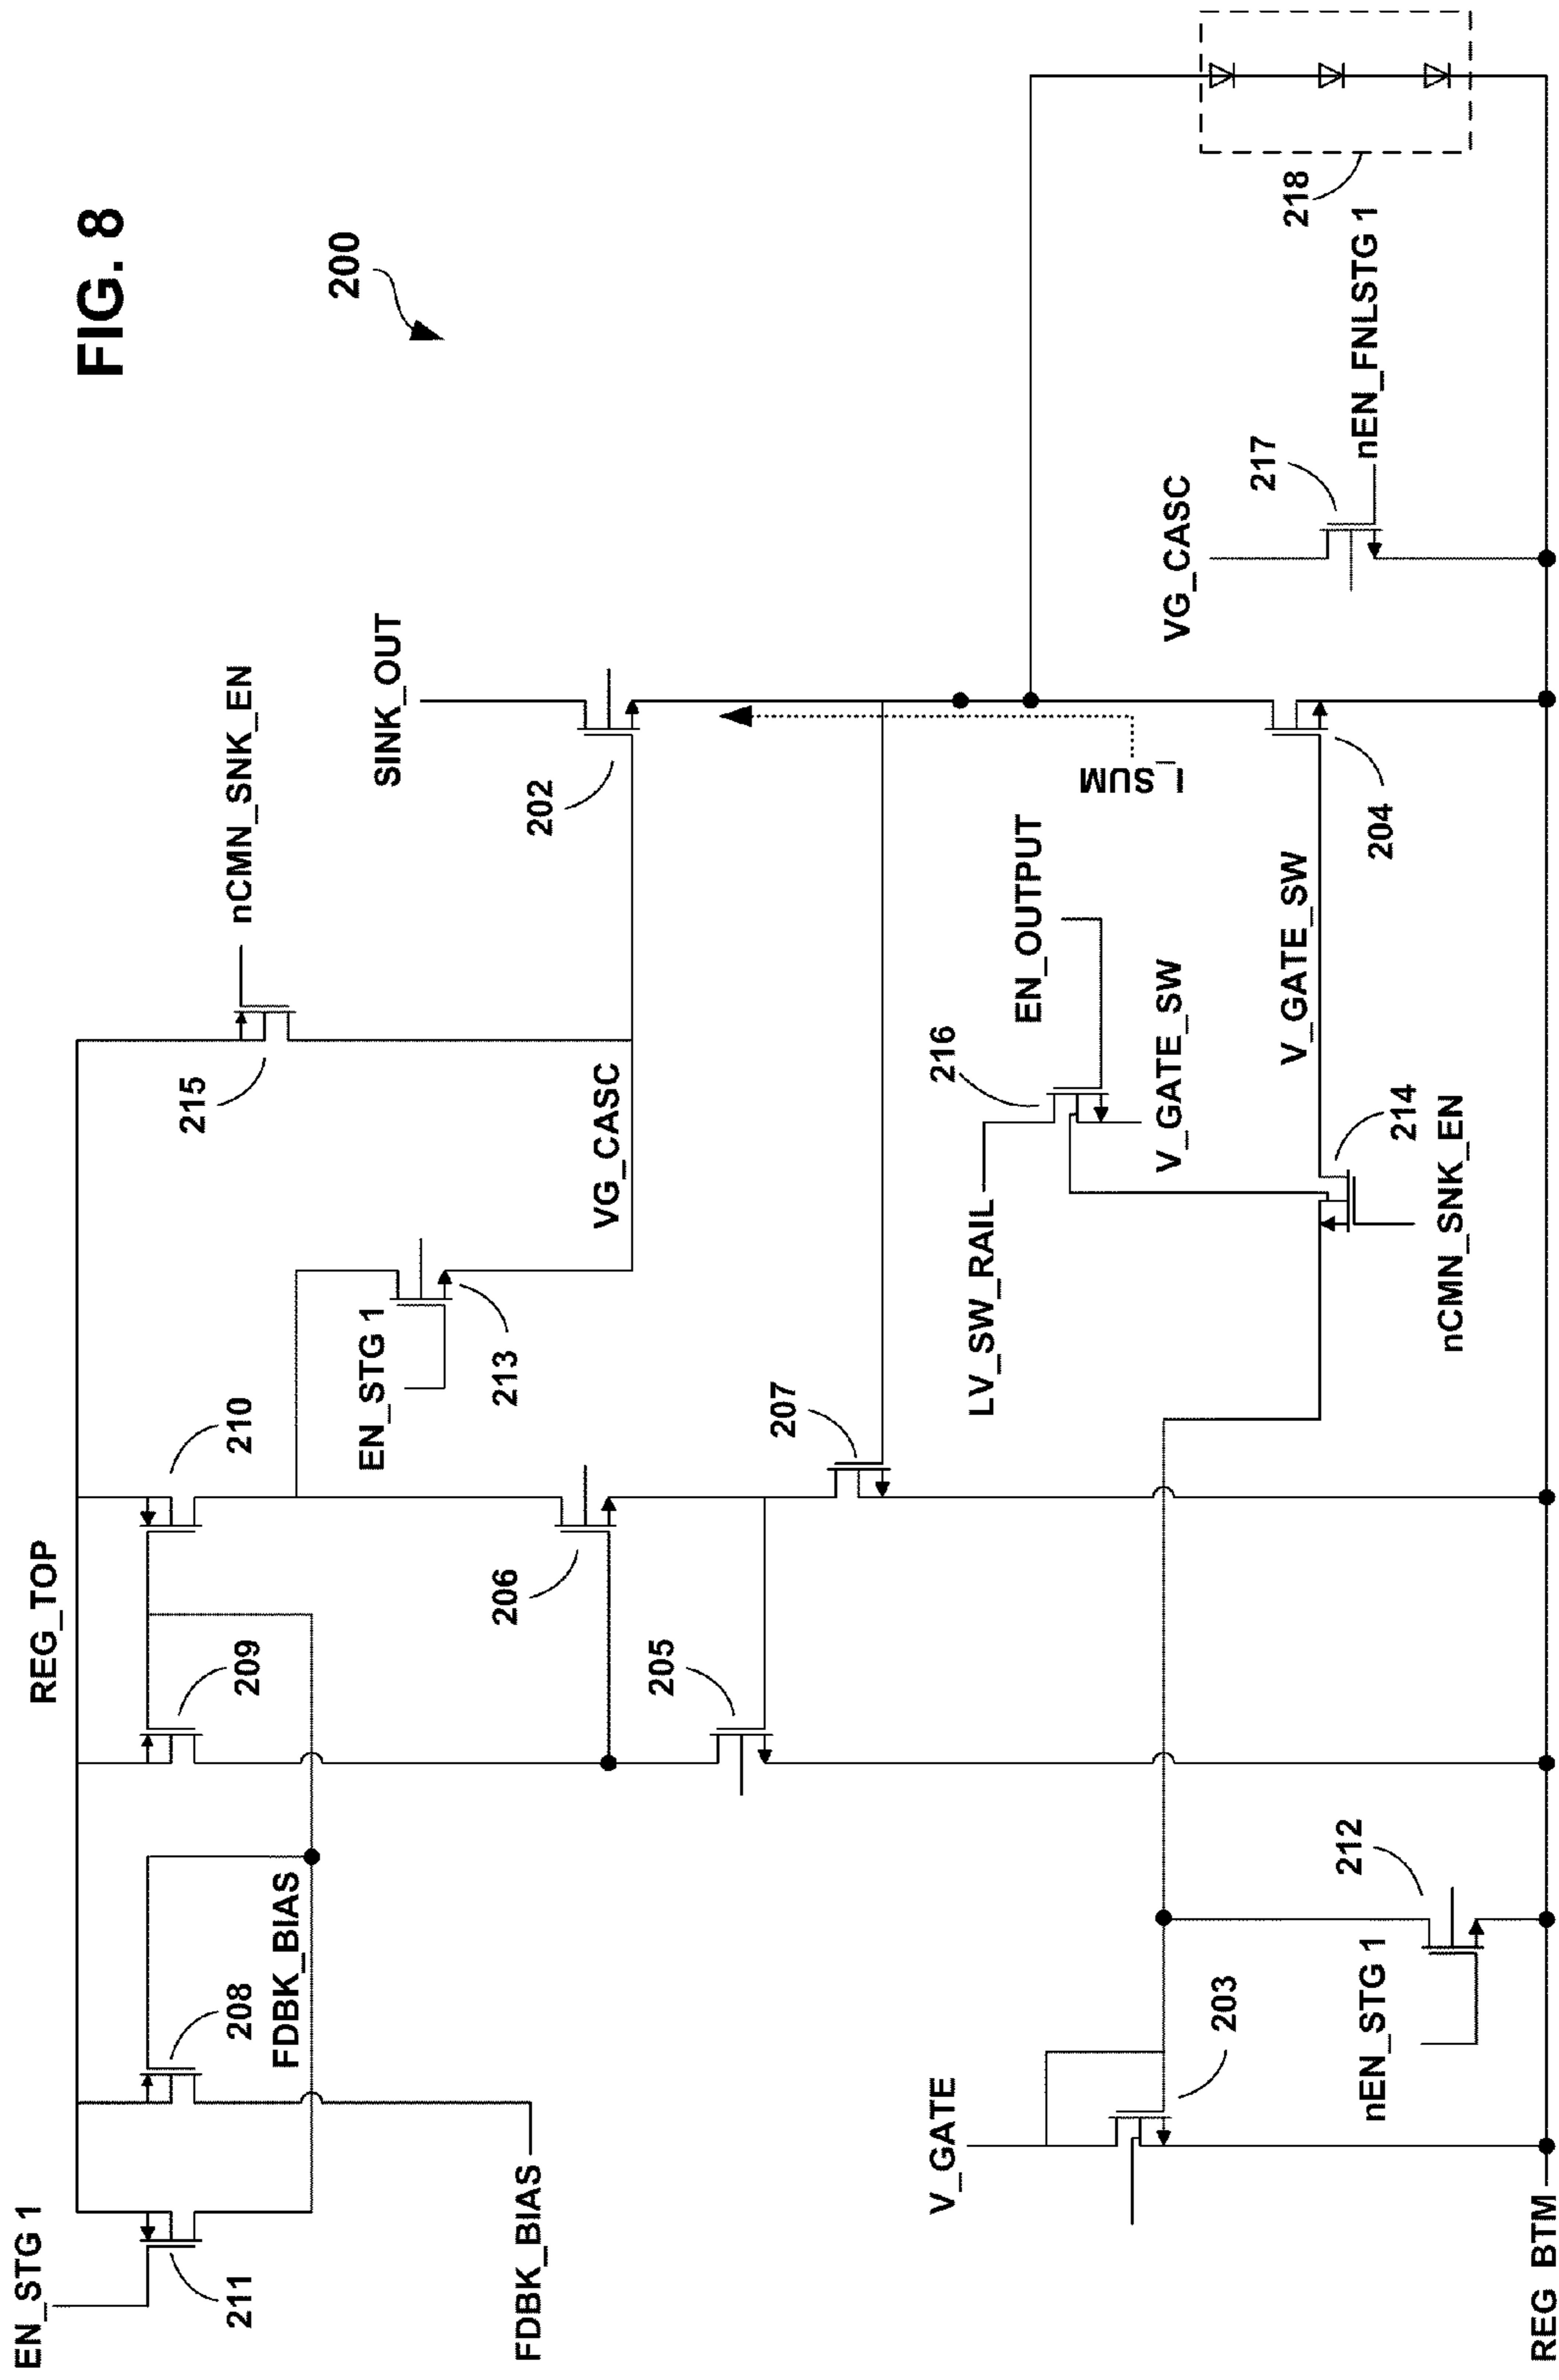 FIG. 8
200
EN_STG 1
REG_TOP
211
208
209
210
215
nCMN_SNK_EN
FDBK_BIAS
FDBK_BIAS
EN_STG 1
213
VG_CASC
SINK_OUT
202
206
205
207
I_SUM
V_GATE
203
nEN_STG 1
212
LV_SW_RAIL
216
EN_OUTPUT
V_GATE_SW
V_GATE_SW
214
nCMN_SNK_EN
204
VG_CASC
217
nEN_FNLSTG 1
218
REG_BTM